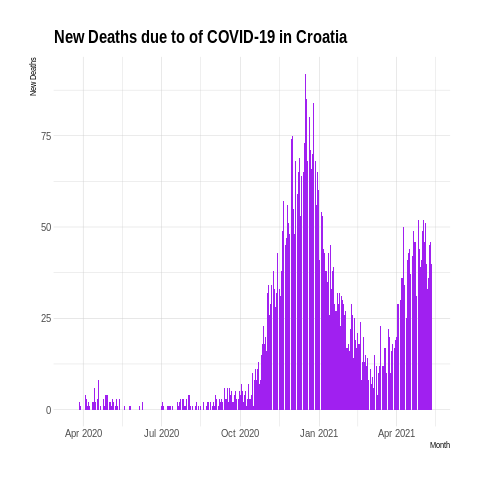 New Deaths due to of COVID-19 in Croatia
New Deaths
75
50
25
0
Apr 2020 Jul 2020 Oct 2020 Jan 2021 Apr 2021
Month